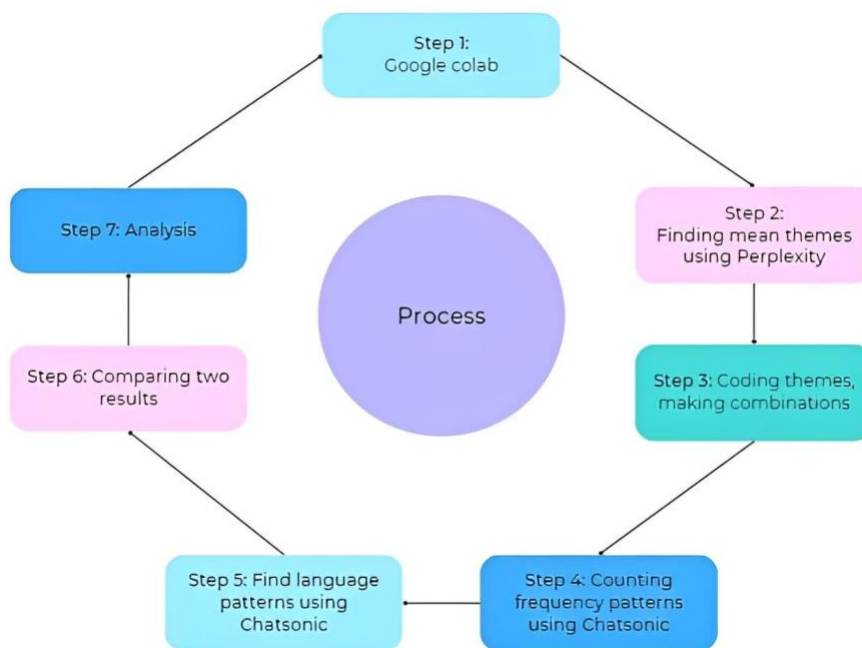 Step 1:
Google colab
Step 2:
Finding mean themes
using Perplexity
Step 3: Coding themes,
making combinations
Step 4: Counting
frequency patterns
using Chatsonic
Step 5: Find language
patterns using
Chatsonic
Step 6: Comparing two
results
Step 7: Analysis
Process